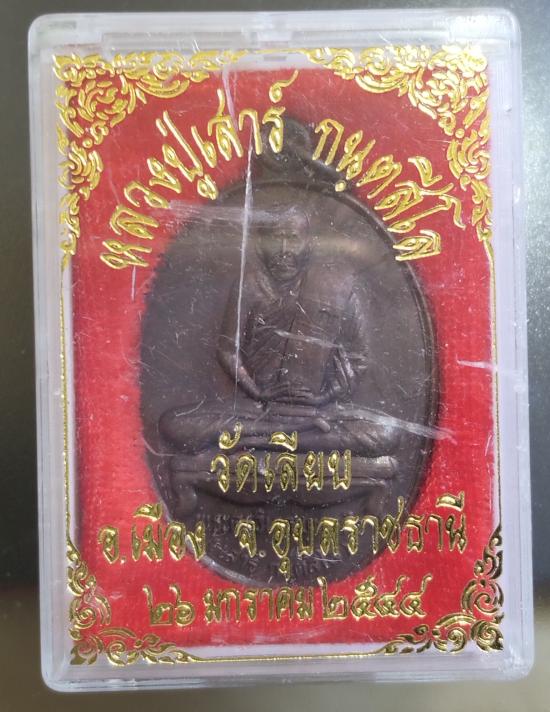 หลวงปู่เสาร์ กนฺตสีโล
วัดเลียบ
อ.เมือง จ.อุบลราชธานี
๒๖ มกราคม ๒๕๔๔